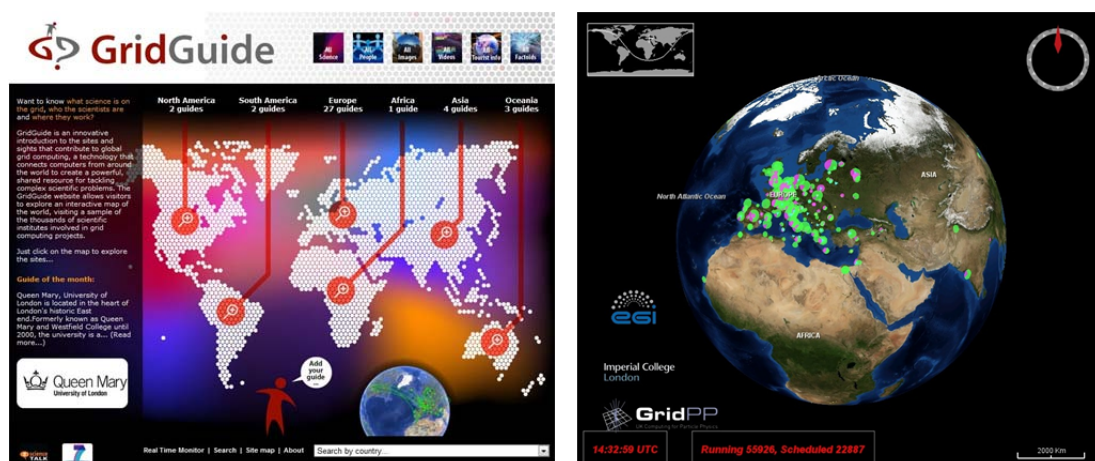 GridGuide
All Science
All People
All Images
All Videos
All Tourist info
All Factoids
Want to know what science is on
the grid, who the scientists are
and where they work?
GridGuide is an innovative
introduction to the sites and
sights that contribute to global
grid computing, a technology that
connects computers from around
the world to create a powerful,
shared resource for tackling
complex scientific problems. The
GridGuide website allows visitors
to explore an interactive map of
the world, visiting a sample of
the thousands of scientific
institutes involved in grid
computing projects.
Just click on the map to explore
the sites...
Guide of the month:
Queen Mary, University of
London is located in the heart of
London's historic East
end.Formerly known as Queen
Mary and Westfield College until
2000, the university is a... (Read
more...)
Queen Mary
University of London
North America
2 guides
South America
2 guides
Europe
27 guides
Africa
1 guide
Asia
4 guides
Oceania
3 guides
Add
your
guide
...
science
TALK
7
Real Time Monitor | Search | Site map | About
Search by country...
Arctic Ocean
North Atlantic Ocean
EUROPE
ASIA
AFRICA
egi
Imperial College
London
GridPP
UK Computing for Particle Physics
14:32:59 UTC
Running 55926, Scheduled 22887
2000 Km